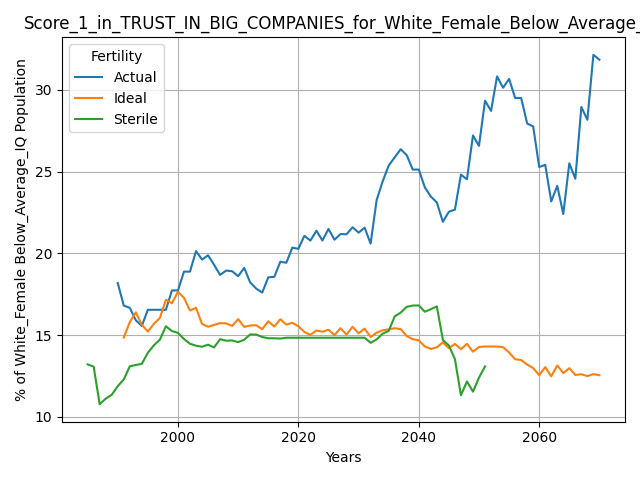 Score_1_in_TRUST_IN_BIG_COMPANIES_for_White_Female_Below_Average_
Fertility
Actual
Ideal
Sterile
% of White_Female Below_Average_IQ Population
30
25
20
15
10
2000
2020
2040
2060
Years